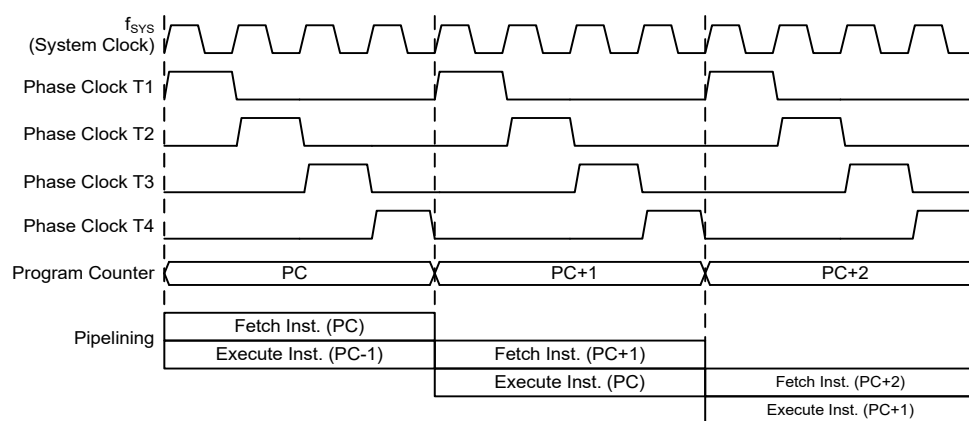 fSYS
(System Clock)
Phase Clock T1
Phase Clock T2
Phase Clock T3
Phase Clock T4
Program Counter PC PC+1 PC+2
Pipelining
Fetch Inst. (PC)
Execute Inst. (PC-1) Fetch Inst. (PC+1)
Execute Inst. (PC) Fetch Inst. (PC+2)
Execute Inst. (PC+1)